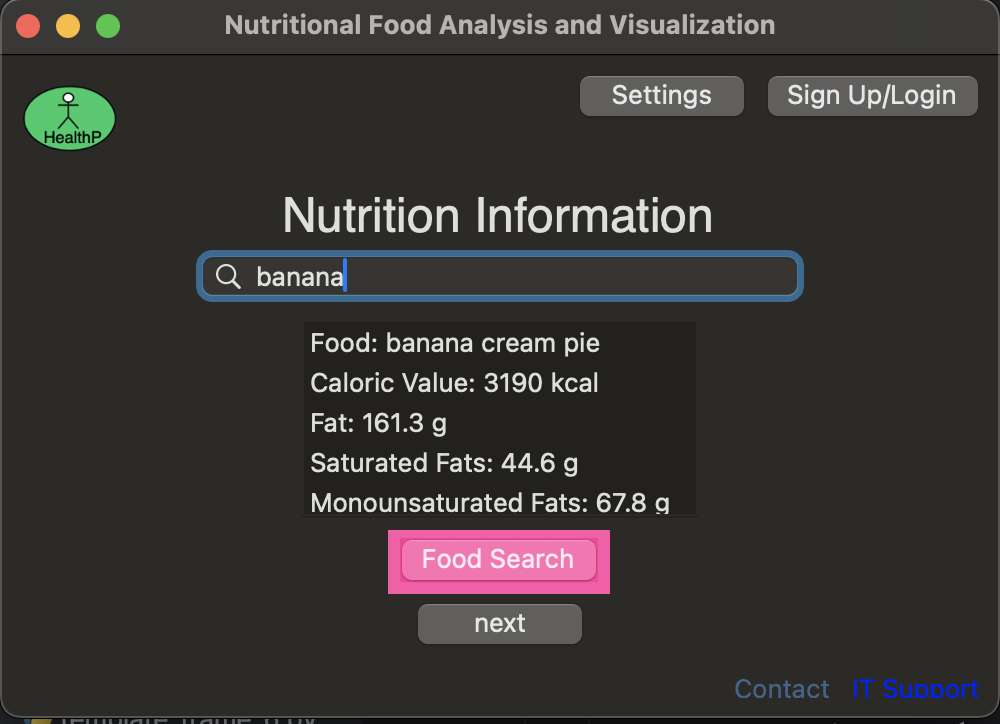 Nutritional Food Analysis and Visualization
Settings
Sign Up/Login
HealthP
Nutrition Information
banana
Food: banana cream pie
Caloric Value: 3190 kcal
Fat: 161.3 g
Saturated Fats: 44.6 g
Monounsaturated Fats: 67.8 g
Food Search
next
Contact
IT Support